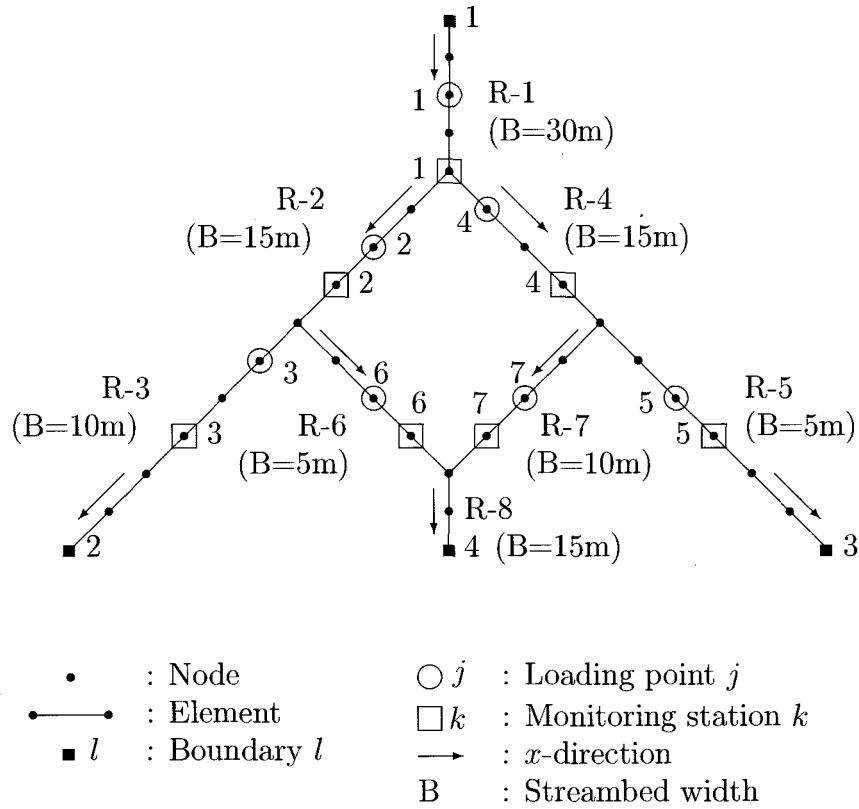 1
1
R-1
(B=30m)
1
R-2
(B=15m)
2
4
R-4
(B=15m)
2
4
3
6
7
R-3
(B=10m)
3
R-6
(B=5m)
6
7
R-7
(B=10m)
5
5
R-5
(B=5m)
R-8
(B=15m)
2
4
3
: Node
: Element
l : Boundary l
j : Loading point j
k : Monitoring station k
: x-direction
B : Streambed width